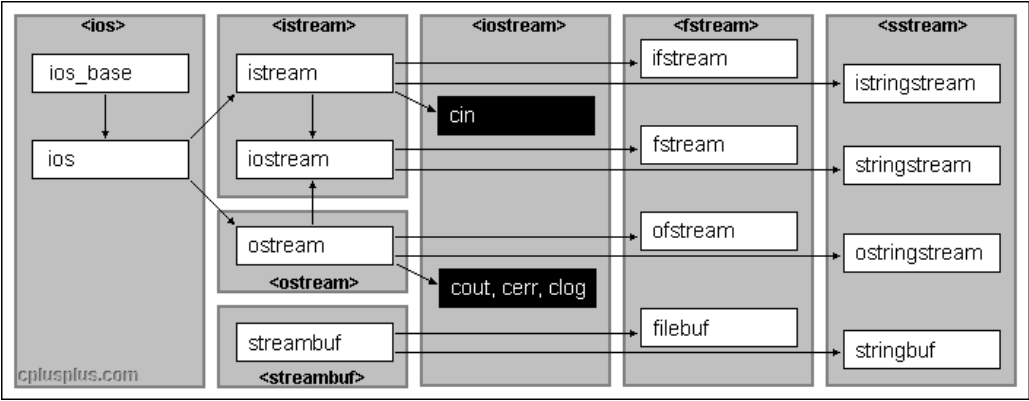 <ios>
ios_base
ios
cplusplus.com
<istream>
istream
iostream
ostream
<ostream>
streambuf
<streambuf>
<iostream>
cin
cout, cerr, clog
<fstream>
ifstream
fstream
ofstream
filebuf
<sstream>
istringstream
stringstream
ostringstream
stringbuf